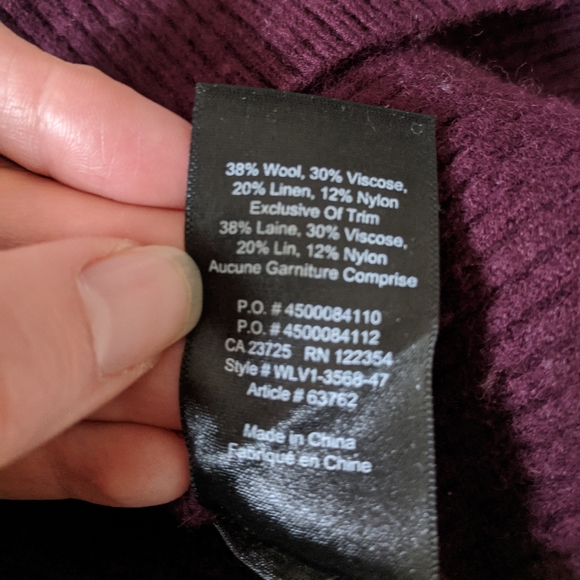 38% Wool, 30% Viscose,
20% Linen, 12% Nylon
Exclusive Of Trim
38% Laine, 30% Viscose,
20% Lin, 12% Nylon
Aucune Garniture Comprise
P.O. # 4500084110
P.O. # 4500084112
CA 23725 RN 122354
Style # WLV1-3568-47
Article # 63762
Made in China
Fabriqué en Chine